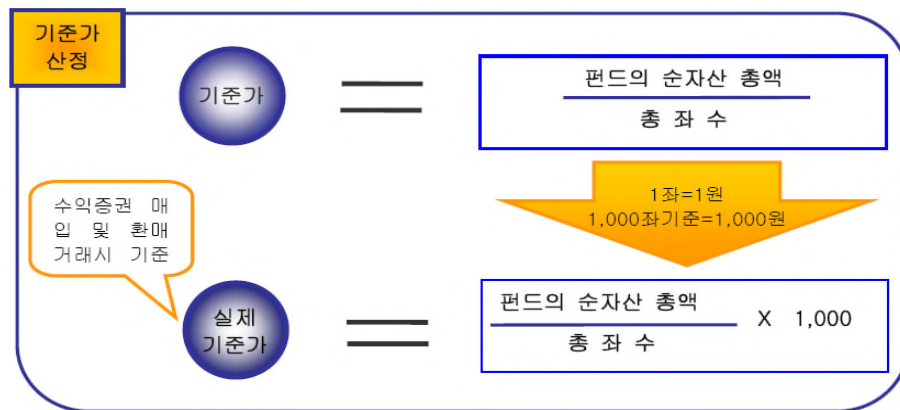 기준가
산정
기준가
펀드의 순자산 총액
총 좌 수
1좌=1원
1,000좌기준=1,000원
수익증권 매
입 및 환매
거래시 기준
실제
기준가
펀드의 순자산 총액
총 좌 수
X 1,000